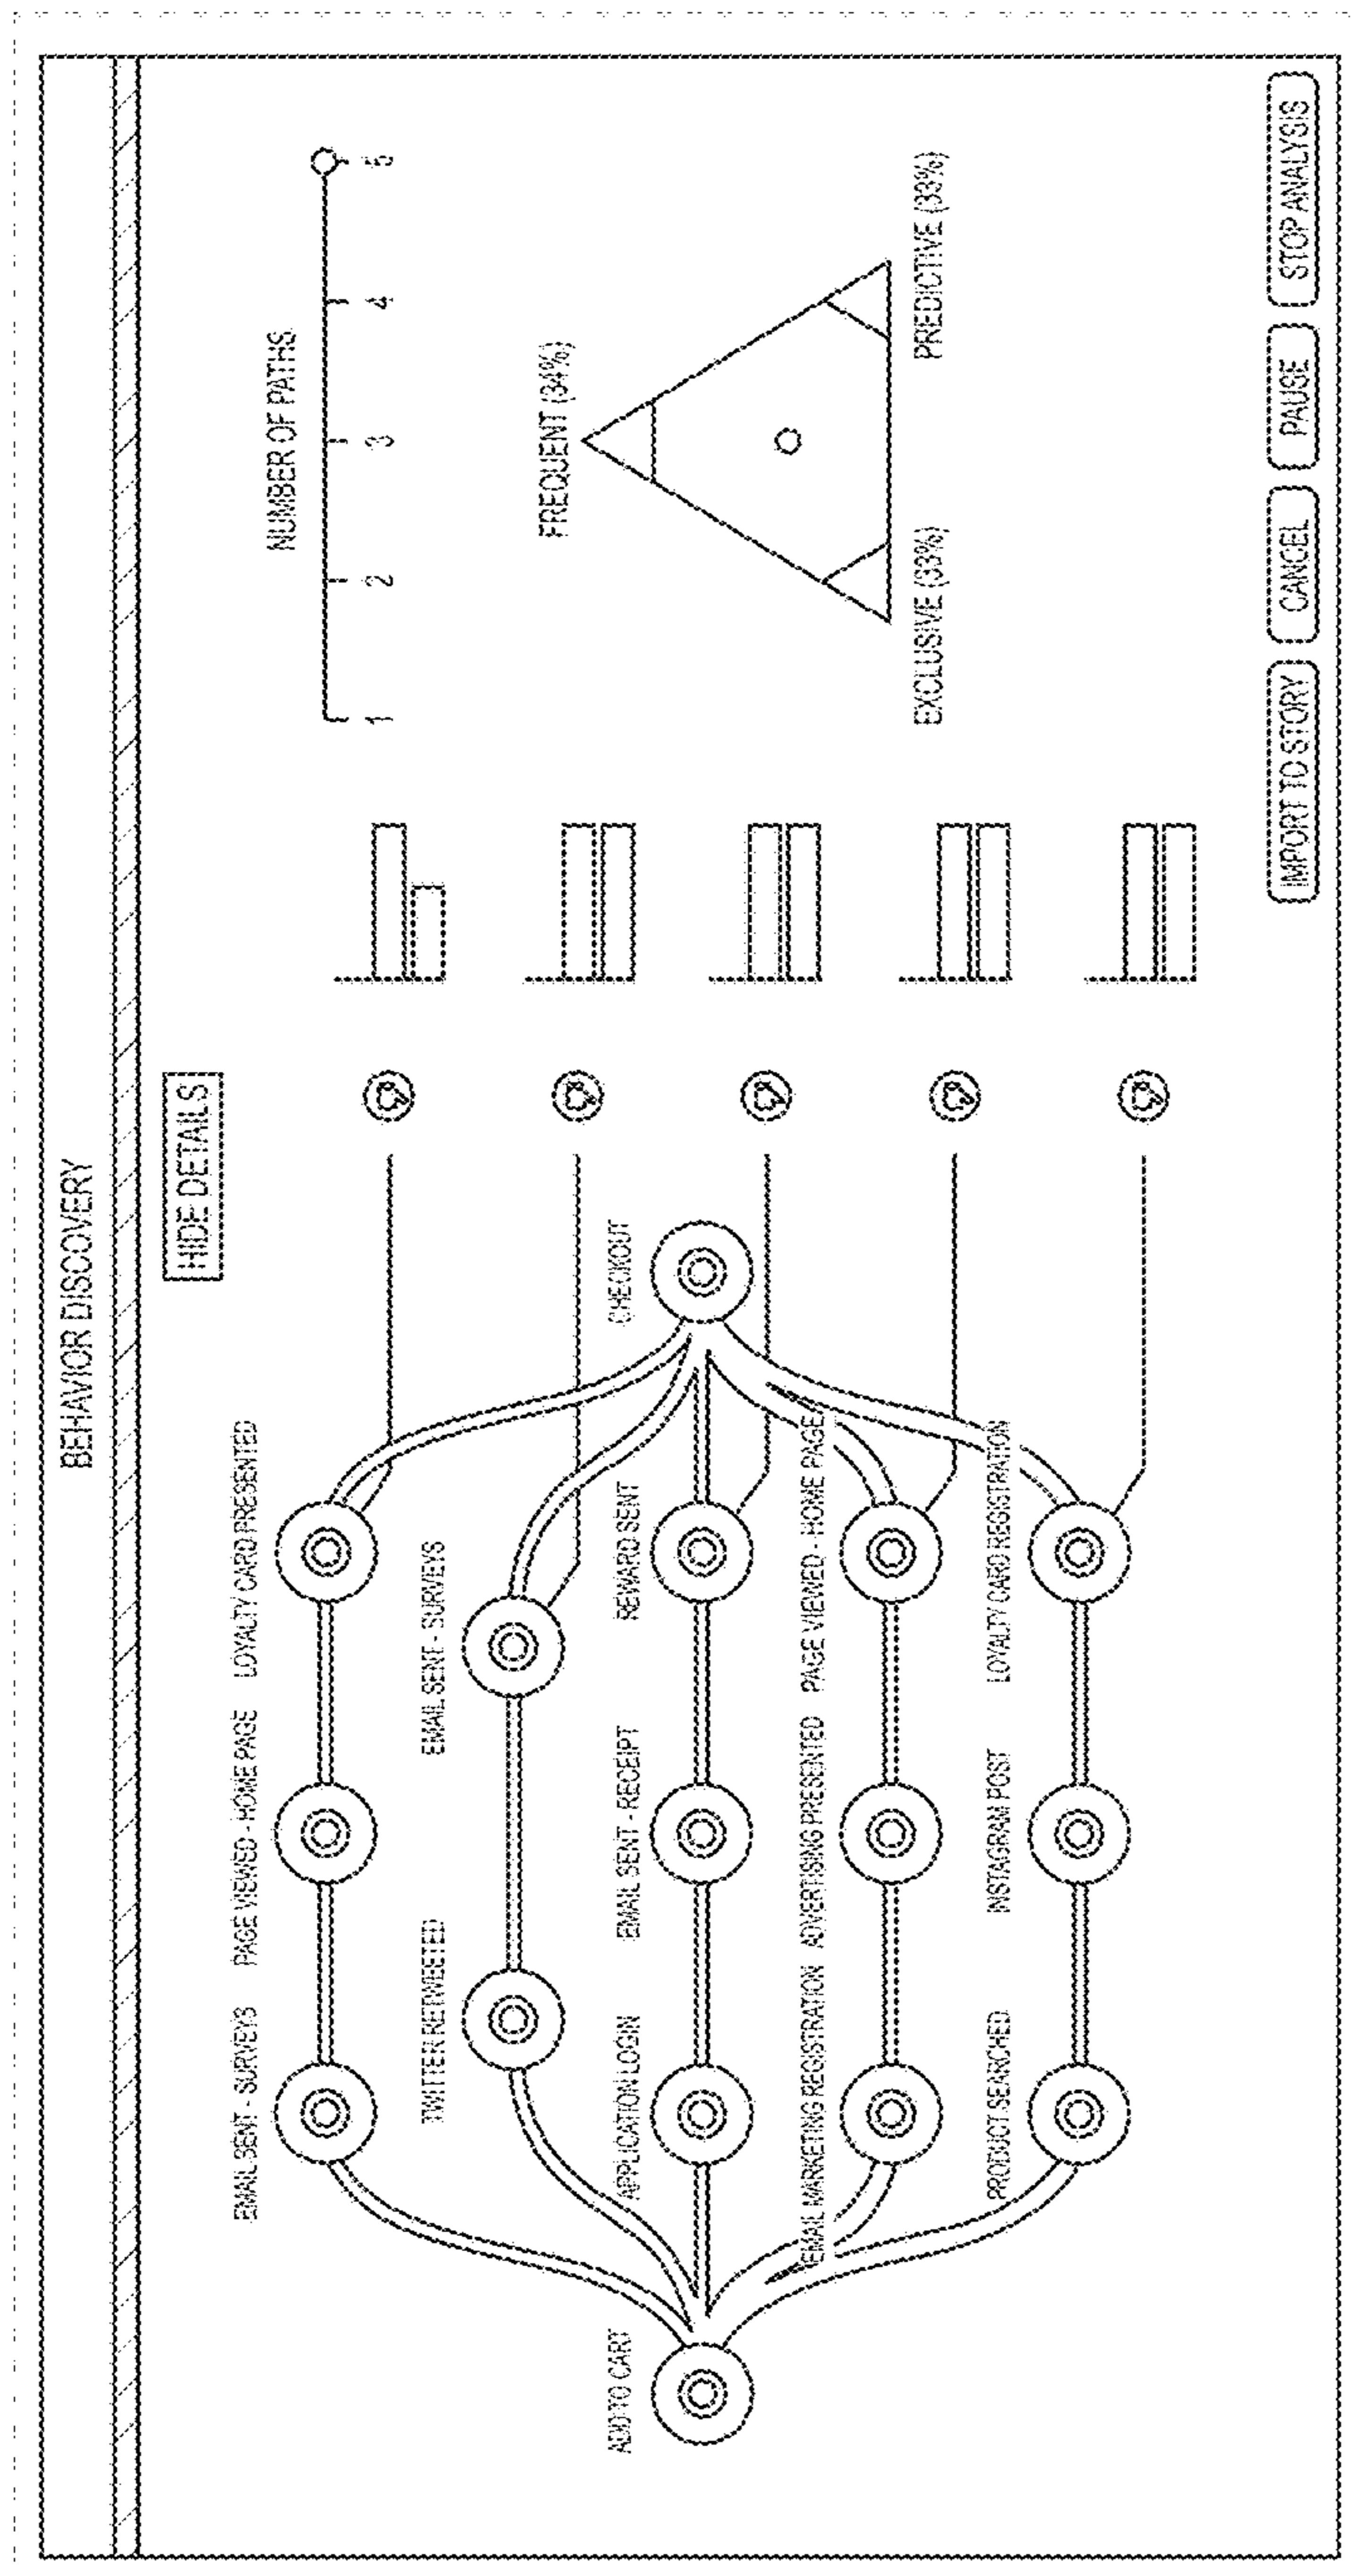 BEHAVIOR DISCOVERY
HIDE DETAILS
EMAIL SENT - SURVEYS
PAGE VIEWED - HOME PAGE
LOYALTY CARD PRESENTED
TWITTER RETWEETED
EMAIL SENT - SURVEYS
ADD TO CART
APPLICATION LOGIN
EMAIL SENT - RECEIPT
REWARD SENT
CHECKOUT
EMAIL MARKETING REGISTRATION
ADVERTISING PRESENTED
PAGE VIEWED - HOME PAGE
PRODUCT SEARCHED
INSTAGRAM POST
LOYALTY CARD REGISTRATION
NUMBER OF PATHS
1 2 3 4 5
FREQUENT (34%)
EXCLUSIVE (33%)
PREDICTIVE (33%)
IMPORT TO STORY
CANCEL
PAUSE
STOP ANALYSIS